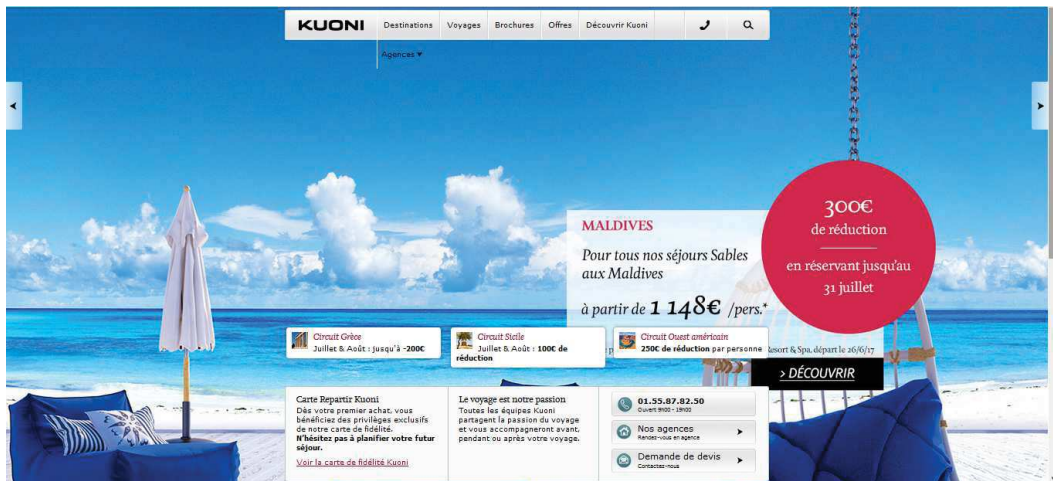 KUONI
Destinations
Voyages
Brochures
Offres
Découvrir Kuoni
Agences ▼
300€
de réduction
en réservant jusqu'au
31 juillet
MALDIVES
Pour tous nos séjours Sables
aux Maldives
à partir de 1 148€ /pers.*
Resort & Spa, départ le 26/6/17
> DÉCOUVRIR
Circuit Grèce
Juillet & Août : jusqu'à -200€
Circuit Sicile
Juillet & Août : 100€ de
réduction
Circuit Ouest américain
250€ de réduction par personne
Carte Repartir Kuoni
Dès votre premier achat, vous
bénéficiez des privilèges exclusifs
de notre carte de fidélité.
N'hésitez pas à planifier votre futur
séjour.
Voir la carte de fidélité Kuoni
Le voyage est notre passion
Toutes les équipes Kuoni
partagent la passion du voyage
et vous accompagneront avant,
pendant ou après votre voyage.
01.55.87.82.50
Ouvert 9h00 - 19h00
Nos agences
Rendez-vous en agence
Demande de devis
Contactez-nous